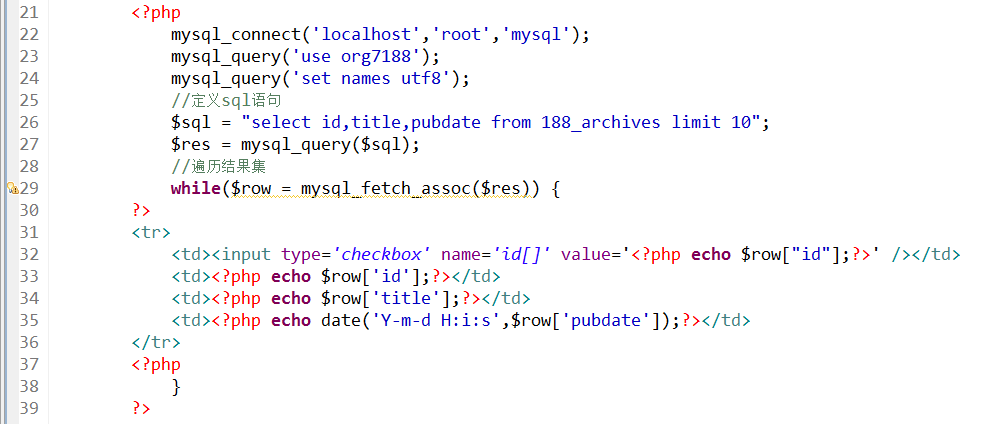 21 <?php
22 mysql_connect('localhost','root','mysql');
23 mysql_query('use org7188');
24 mysql_query('set names utf8');
25 //定义sql语句
26 $sql = "select id,title,pubdate from 188_archives limit 10";
27 $res = mysql_query($sql);
28 //遍历结果集
29 while($row = mysql_fetch_assoc($res)) {
30 ?>
31 <tr>
32 <td><input type='checkbox' name='id[]' value='<?php echo $row["id"];?>' /></td>
33 <td><?php echo $row['id'];?></td>
34 <td><?php echo $row['title'];?></td>
35 <td><?php echo date('Y-m-d H:i:s',$row['pubdate']);?></td>
36 </tr>
37 <?php
38 }
39 ?>